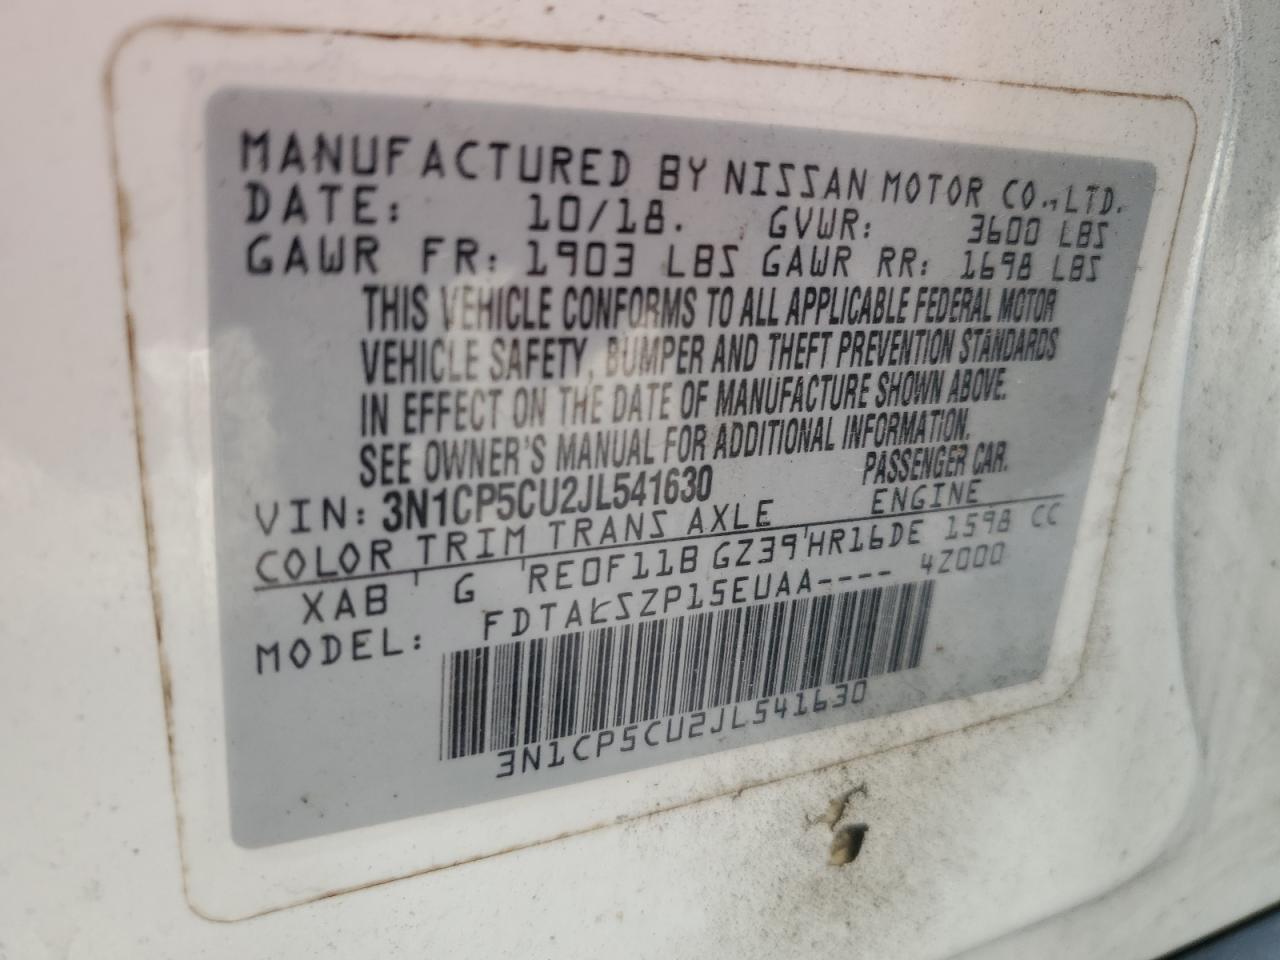 MANUFACTURED BY NISSAN MOTOR CO., LTD.
DATE: 10/18. GVWR: 3600 LBS
GAWR FR: 1903 LBS GAWR RR: 1698 LBS
THIS VEHICLE CONFORMS TO ALL APPLICABLE FEDERAL MOTOR
VEHICLE SAFETY, BUMPER AND THEFT PREVENTION STANDARDS
IN EFFECT ON THE DATE OF MANUFACTURE SHOWN ABOVE.
SEE OWNER'S MANUAL FOR ADDITIONAL INFORMATION.
VIN: 3N1CP5CU2JL541630 PASSENGER CAR.
COLOR TRIM TRANS AXLE ENGINE
XAB G RE0F11B GZ39 HR16DE 1598 CC
MODEL: FDTALSZP15EUAA---- 4Z000
3N1CP5CU2JL541630